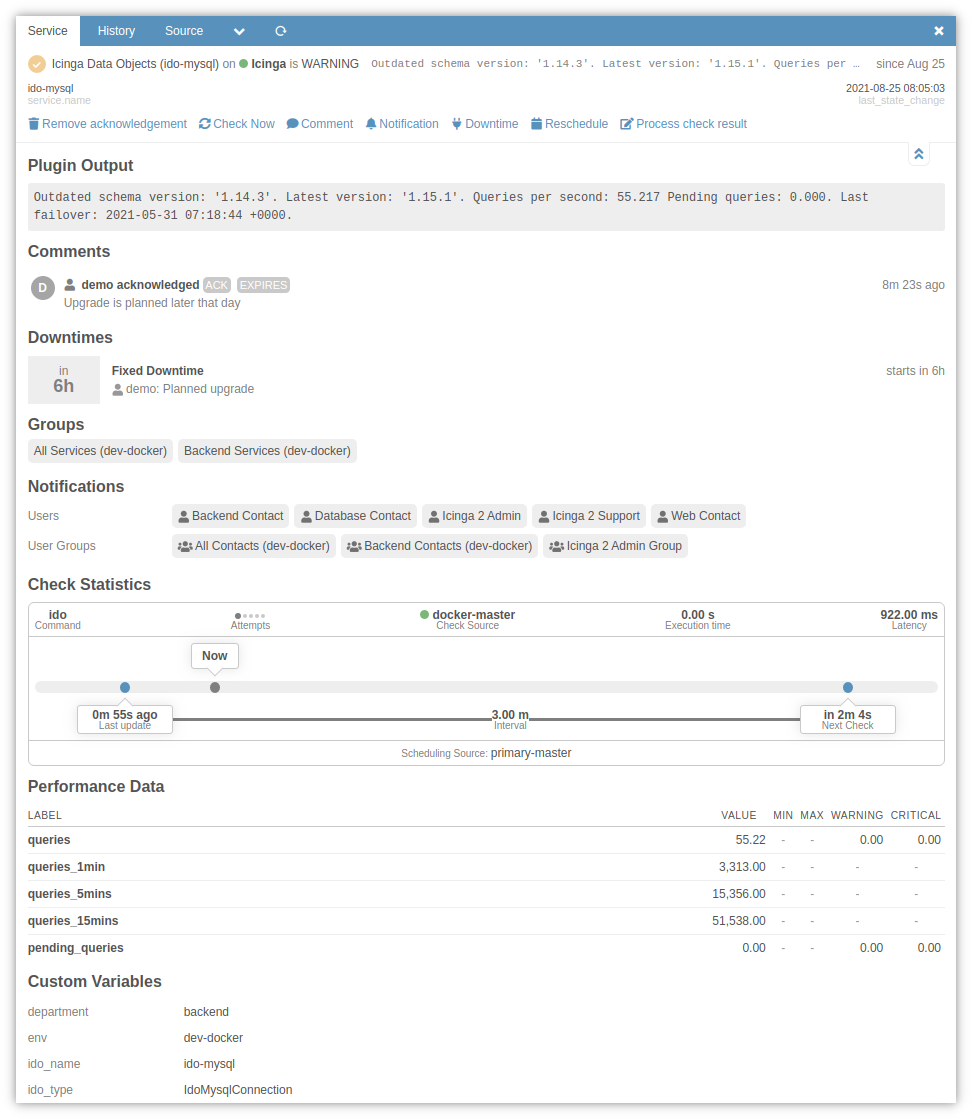 Service History Source
Icinga Data Objects (ido-mysql) on Icinga is WARNING Outdated schema version: '1.14.3'. Latest version: '1.15.1'. Queries per … since Aug 25
ido-mysql 2021-08-25 08:05:03
service.name last_state_change
Remove acknowledgement Check Now Comment Notification Downtime Reschedule Process check result
Plugin Output
Outdated schema version: '1.14.3'. Latest version: '1.15.1'. Queries per second: 55.217 Pending queries: 0.000. Last
failover: 2021-05-31 07:18:44 +0000.
Comments
D demo acknowledged ACK EXPIRES 8m 23s ago
Upgrade is planned later that day
Downtimes
in Fixed Downtime starts in 6h
6h demo: Planned upgrade
Groups
All Services (dev-docker) Backend Services (dev-docker)
Notifications
Users Backend Contact Database Contact Icinga 2 Admin Icinga 2 Support Web Contact
User Groups All Contacts (dev-docker) Backend Contacts (dev-docker) Icinga 2 Admin Group
Check Statistics
ido docker-master 0.00 s 922.00 ms
Command Attempts Check Source Execution time Latency
Now
0m 55s ago 3.00 m in 2m 4s
Last update Interval Next Check
Scheduling Source: primary-master
Performance Data
LABEL VALUE MIN MAX WARNING CRITICAL
queries 55.22 - - 0.00 0.00
queries_1min 3,313.00 - - - -
queries_5mins 15,356.00 - - - -
queries_15mins 51,538.00 - - - -
pending_queries 0.00 - - 0.00 0.00
Custom Variables
department backend
env dev-docker
ido_name ido-mysql
ido_type IdoMysqlConnection